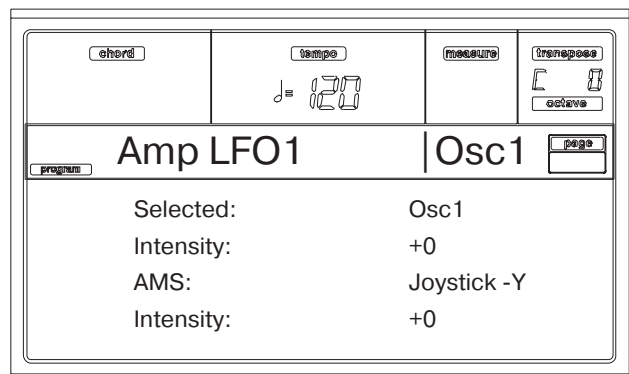 chord tempo measure transpose
♩= 120 C 0
octave
program Amp LFO1 |Osc1 page
Selected: Osc1
Intensity: +0
AMS: Joystick -Y
Intensity: +0